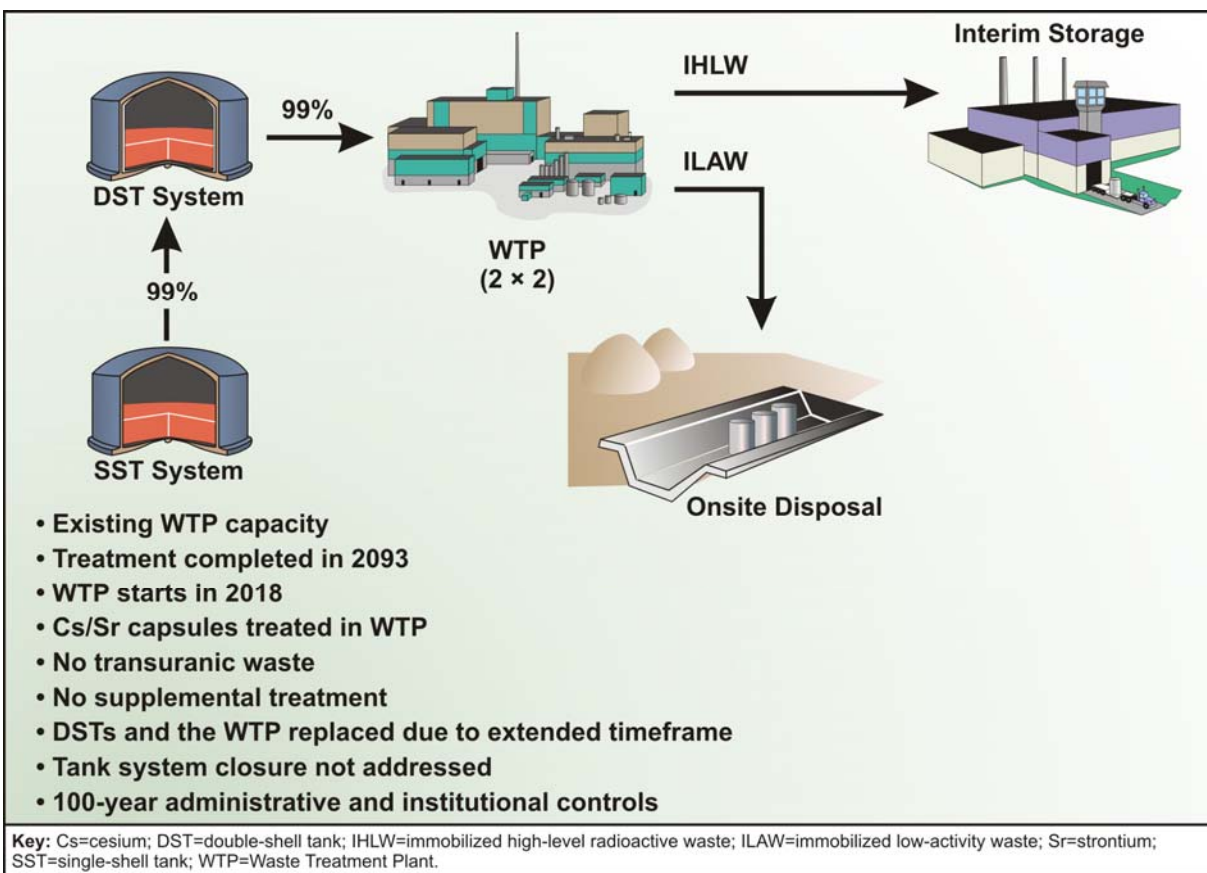 Interim Storage
IHLW
99%
ILAW
DST System
WTP
(2 × 2)
99%
SST System
Onsite Disposal
• Existing WTP capacity
• Treatment completed in 2093
• WTP starts in 2018
• Cs/Sr capsules treated in WTP
• No transuranic waste
• No supplemental treatment
• DSTs and the WTP replaced due to extended timeframe
• Tank system closure not addressed
• 100-year administrative and institutional controls
Key: Cs=cesium; DST=double-shell tank; IHLW=immobilized high-level radioactive waste; ILAW=immobilized low-activity waste; Sr=strontium;
SST=single-shell tank; WTP=Waste Treatment Plant.